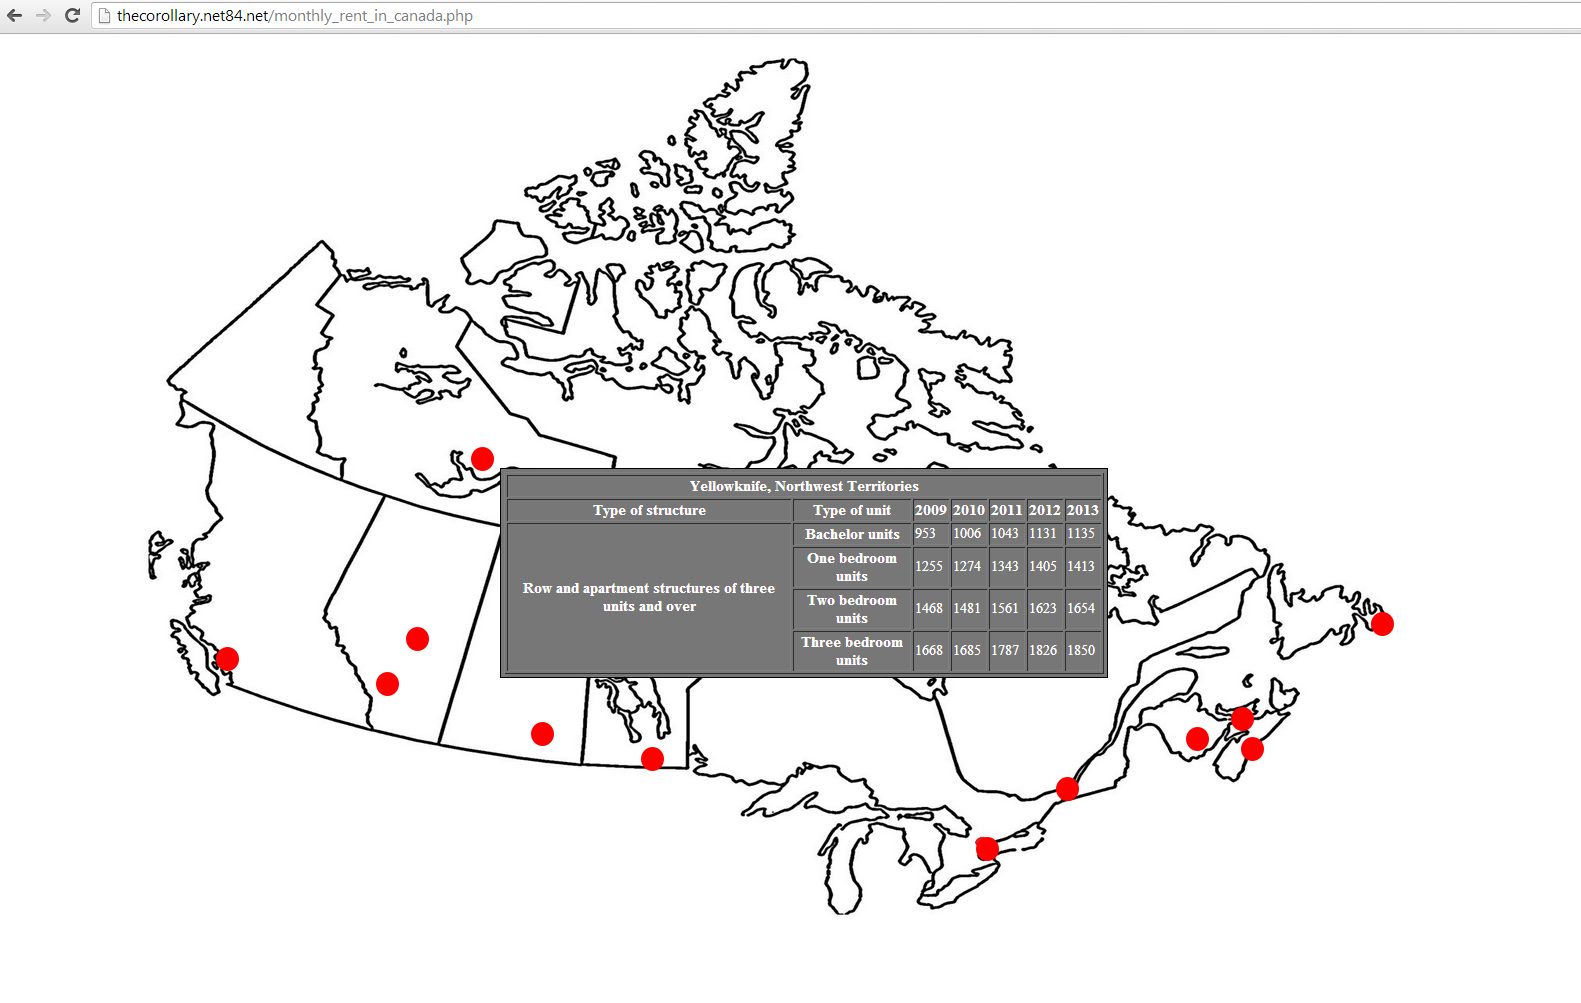 thecorollary.net84.net/monthly_rent_in_canada.php
Yellowknife, Northwest Territories
Type of structure Type of unit 2009 2010 2011 2012 2013
Bachelor units 953 1006 1043 1131 1135
One bedroom
units 1255 1274 1343 1405 1413
Row and apartment structures of three
units and over
Two bedroom
units 1468 1481 1561 1623 1654
Three bedroom
units 1668 1685 1787 1826 1850